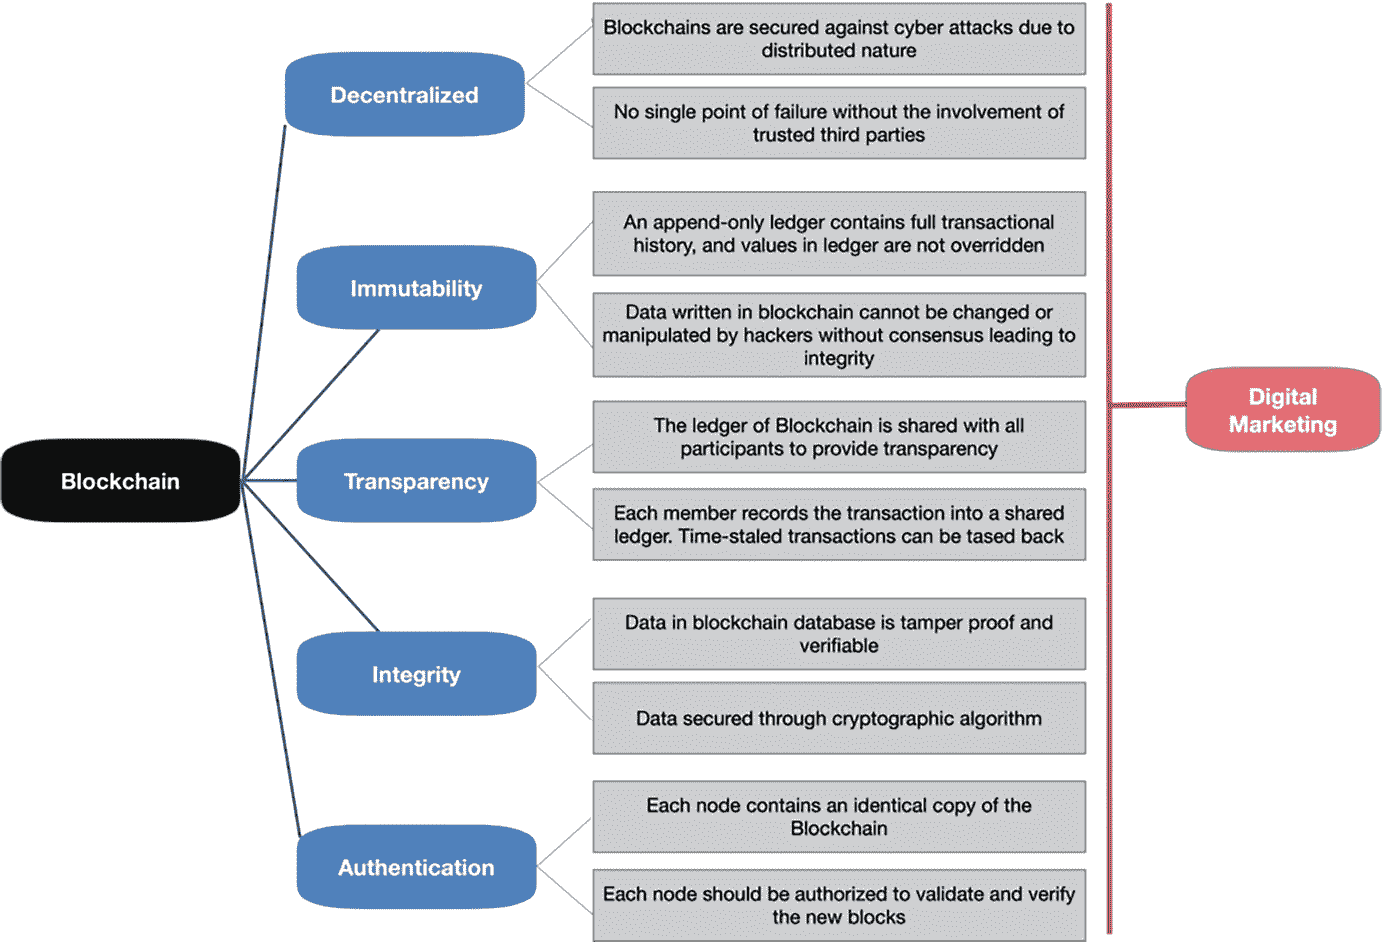 Blockchain
Decentralized
Blockchains are secured against cyber attacks due to
distributed nature
No single point of failure without the involvement of
trusted third parties
Immutability
An append-only ledger contains full transactional
history, and values in ledger are not overridden
Data written in blockchain cannot be changed or
manipulated by hackers without consensus leading to
integrity
Transparency
The ledger of Blockchain is shared with all
participants to provide transparency
Each member records the transaction into a shared
ledger. Time-staled transactions can be tased back
Integrity
Data in blockchain database is tamper proof and
verifiable
Data secured through cryptographic algorithm
Authentication
Each node contains an identical copy of the
Blockchain
Each node should be authorized to validate and verify
the new blocks
Digital
Marketing